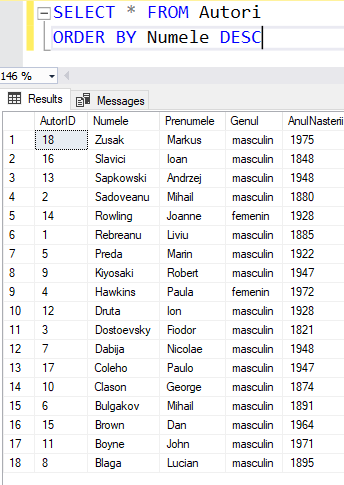 SELECT * FROM Autori
ORDER BY Numele DESC
146 %
Results Messages
AutorID Numele Prenumele Genul AnulNasterii
1 18 Zusak Markus masculin 1975
2 16 Slavici Ioan masculin 1848
3 13 Sapkowski Andrzej masculin 1948
4 2 Sadoveanu Mihail masculin 1880
5 14 Rowling Joanne femenin 1928
6 1 Rebreanu Liviu masculin 1885
7 5 Preda Marin masculin 1922
8 9 Kiyosaki Robert masculin 1947
9 4 Hawkins Paula femenin 1972
10 12 Druta Ion masculin 1928
11 3 Dostoevsky Fiodor masculin 1821
12 7 Dabija Nicolae masculin 1948
13 17 Coleho Paulo masculin 1947
14 10 Clason George masculin 1874
15 6 Bulgakov Mihail masculin 1891
16 15 Brown Dan masculin 1964
17 11 Boyne John masculin 1971
18 8 Blaga Lucian masculin 1895